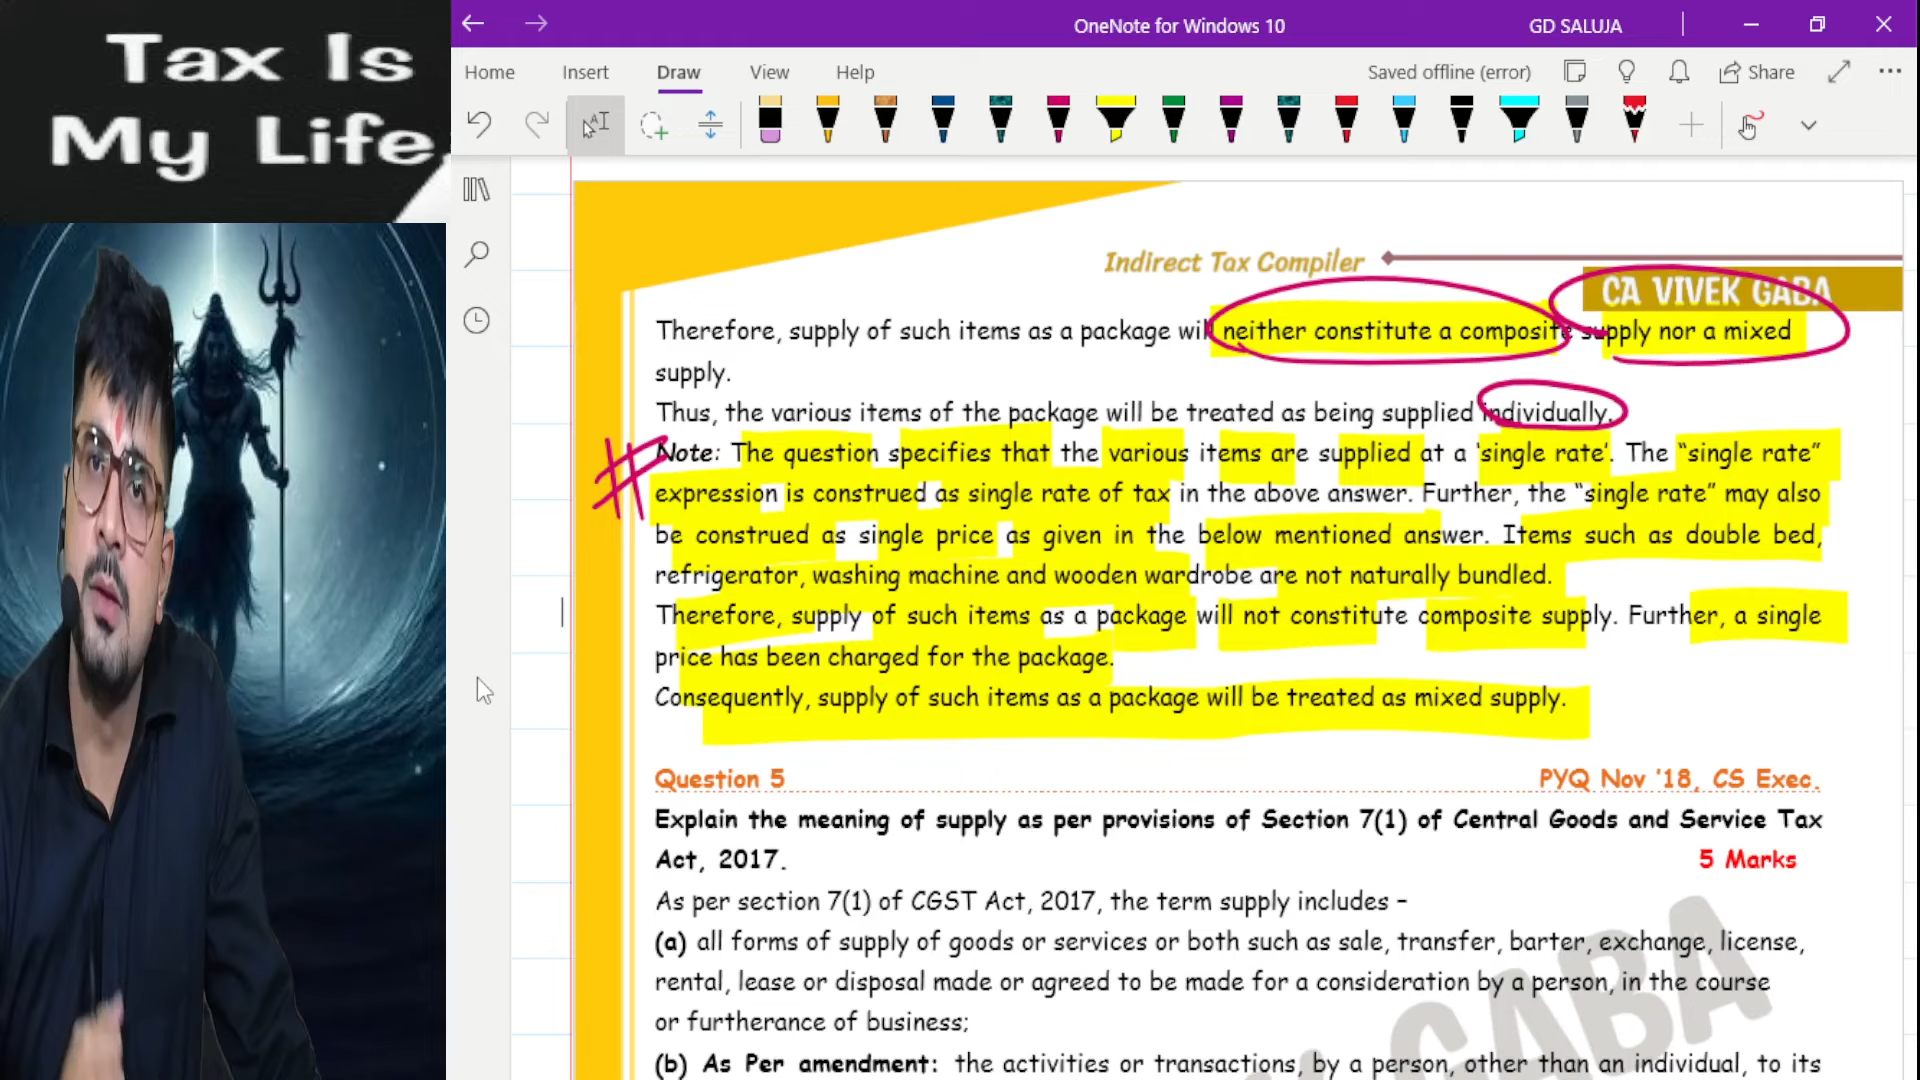 Tax Is
My Life.
OneNote for Windows 10
GD SALUJA
Home Insert Draw View Help
Saved offline (error)
Share
Indirect Tax Compiler
CA VIVEK GABA
Therefore, supply of such items as a package will neither constitute a composite supply nor a mixed
supply.
Thus, the various items of the package will be treated as being supplied individually.
Note: The question specifies that the various items are supplied at a ‘single rate’. The “single rate”
expression is construed as single rate of tax in the above answer. Further, the “single rate” may also
be construed as single price as given in the below mentioned answer. Items such as double bed,
refrigerator, washing machine and wooden wardrobe are not naturally bundled.
Therefore, supply of such items as a package will not constitute composite supply. Further, a single
price has been charged for the package.
Consequently, supply of such items as a package will be treated as mixed supply.
Question 5 PYQ Nov '18, CS Exec.
Explain the meaning of supply as per provisions of Section 7(1) of Central Goods and Service Tax
Act, 2017. 5 Marks
As per section 7(1) of CGST Act, 2017, the term supply includes –
(a) all forms of supply of goods or services or both such as sale, transfer, barter, exchange, license,
rental, lease or disposal made or agreed to be made for a consideration by a person, in the course
or furtherance of business;
(b) As Per amendment: the activities or transactions, by a person, other than an individual, to its
GABA